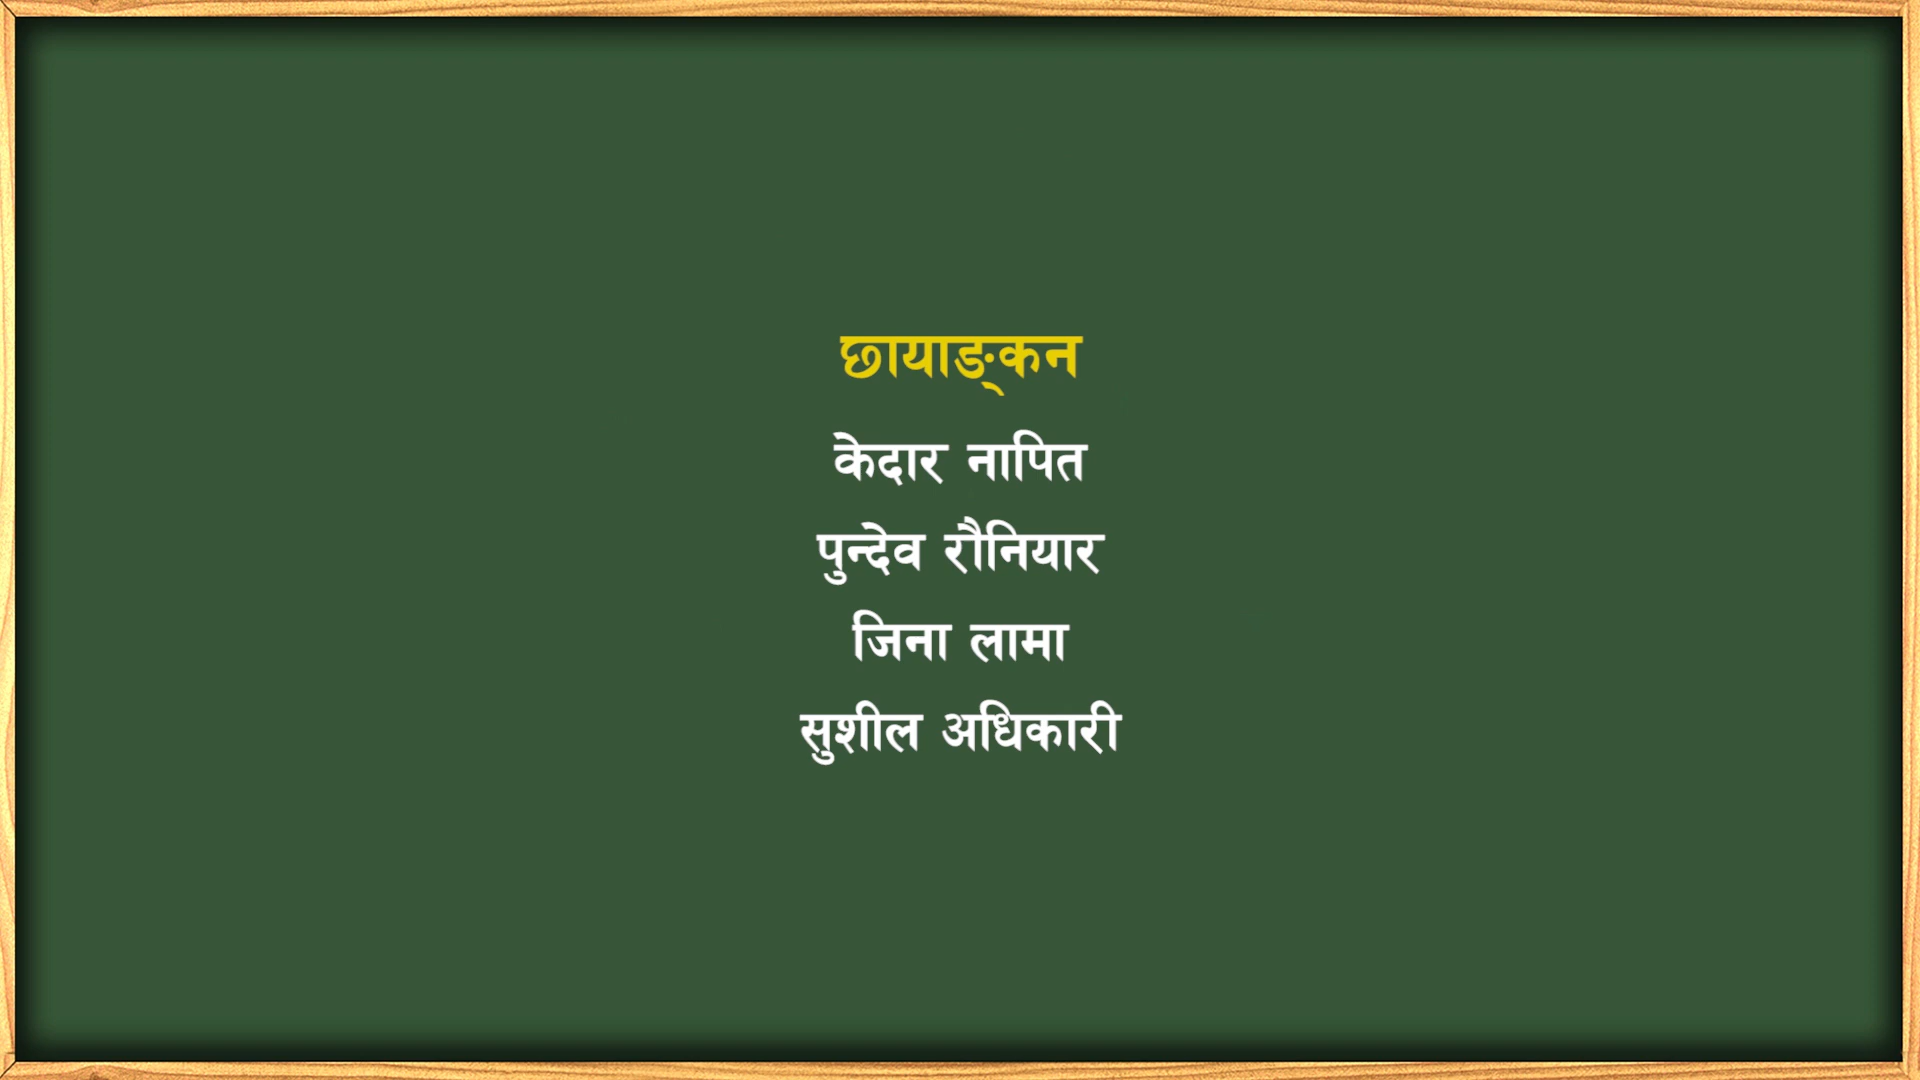 छायाङ्कन
केदार नापित
पुन्देव रौनियार
जिना लामा
सुशील अधिकारी